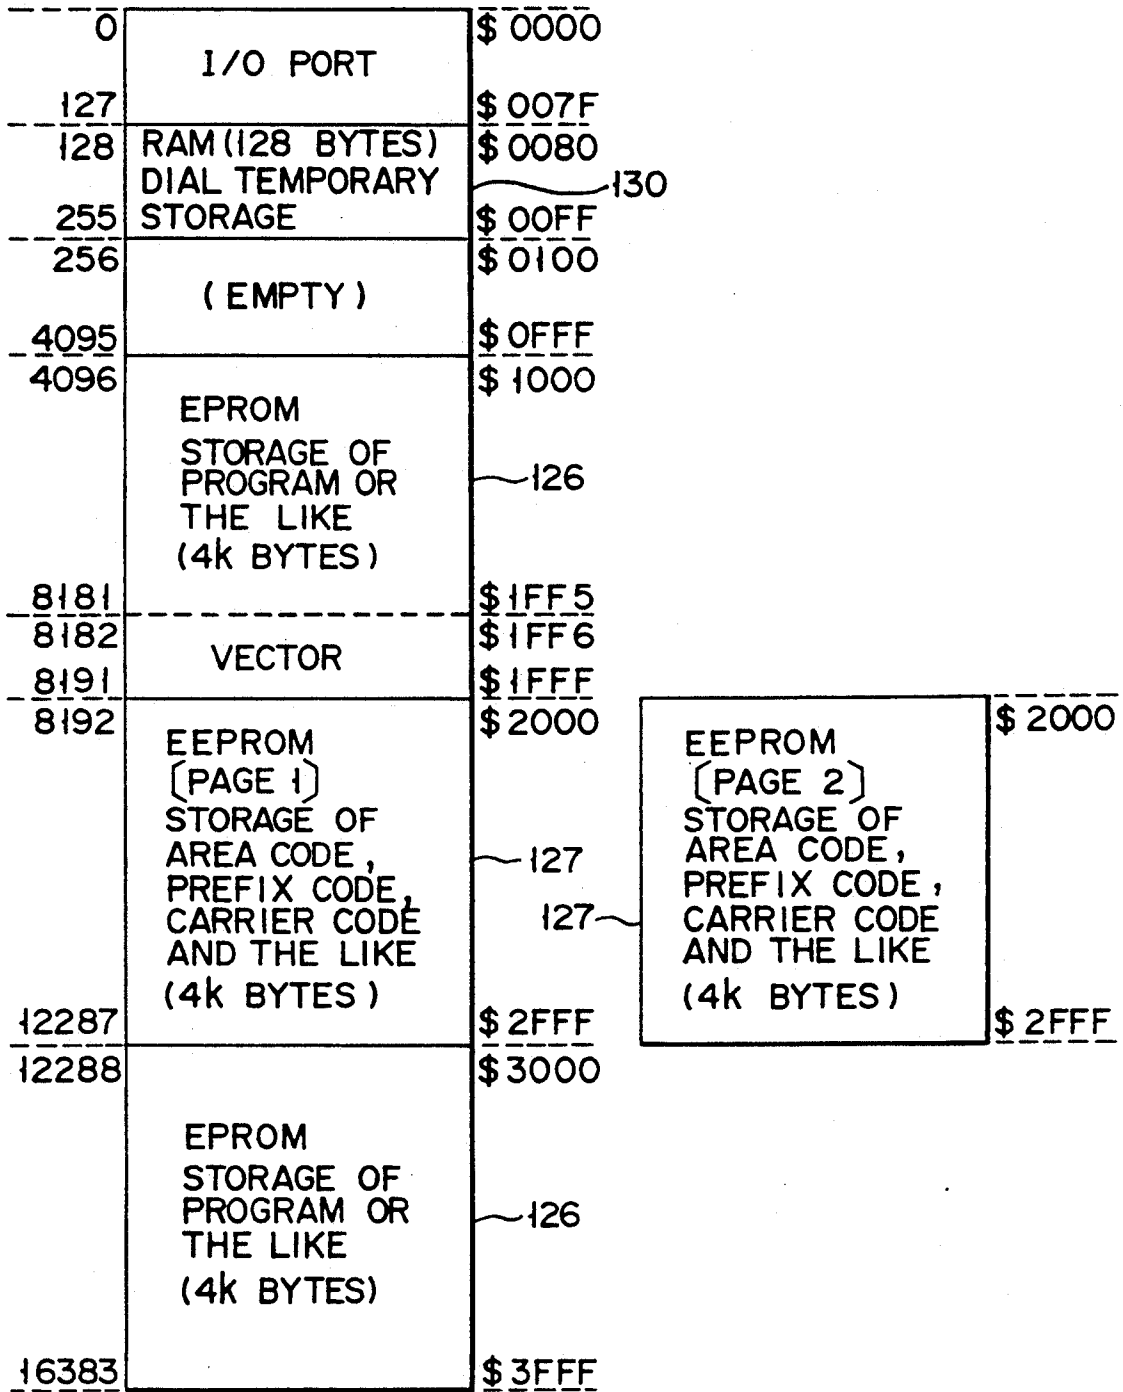 0
$ 0000
I/O PORT
127
$ 007F
128
RAM (128 BYTES)
$ 0080
DIAL TEMPORARY
130
255
STORAGE
$ 00FF
256
$ 0100
( EMPTY )
4095
$ 0FFF
4096
$ 1000
EPROM
STORAGE OF
PROGRAM OR
126
THE LIKE
(4k BYTES)
8181
$ 1FF5
8182
$ 1FF6
VECTOR
8191
$ 1FFF
8192
$ 2000
EEPROM
[PAGE 1]
STORAGE OF
AREA CODE,
127
PREFIX CODE,
CARRIER CODE
AND THE LIKE
(4k BYTES )
12287
$ 2FFF
$ 2000
EEPROM
[PAGE 2]
STORAGE OF
AREA CODE,
PREFIX CODE,
127
CARRIER CODE
AND THE LIKE
(4k BYTES)
$ 2FFF
12288
$ 3000
EPROM
STORAGE OF
PROGRAM OR
126
THE LIKE
(4k BYTES)
16383
$ 3FFF